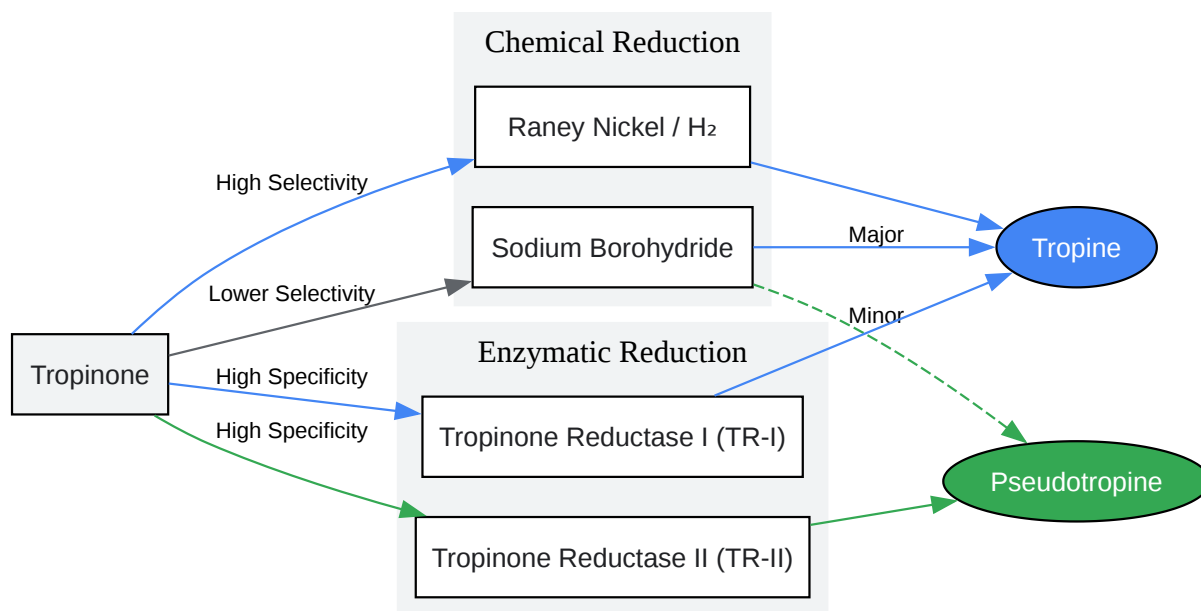 Chemical Reduction
Raney Nickel / H₂
High Selectivity
Sodium Borohydride
Major
Tropine
Lower Selectivity
Minor
Enzymatic Reduction
Tropinone
High Specificity
Tropinone Reductase I (TR-I)
High Specificity
Pseudotropine
Tropinone Reductase II (TR-II)